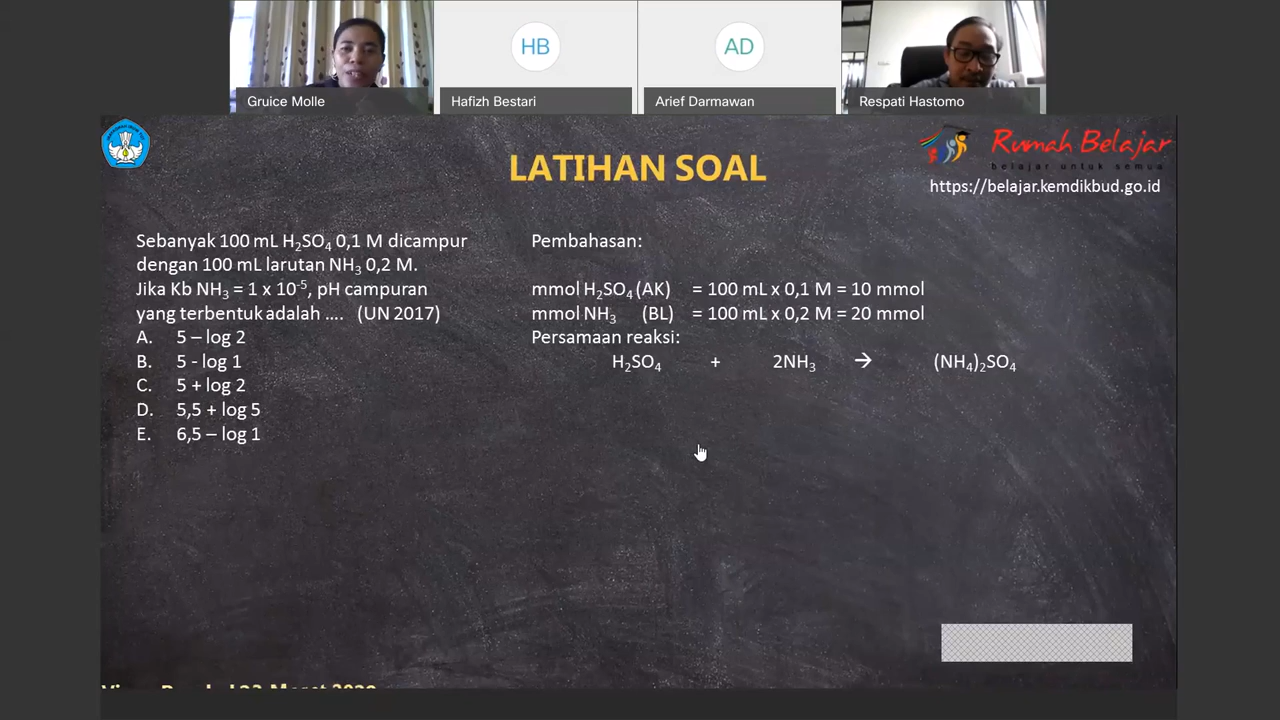 HB
AD
Gruice Molle
Hafizh Bestari
Arief Darmawan
Respati Hastomo
Rumah Belajar
belajar untuk semua
https://belajar.kemdikbud.go.id
LATIHAN SOAL
Sebanyak 100 mL H₂SO₄ 0,1 M dicampur
dengan 100 mL larutan NH₃ 0,2 M.
Jika Kb NH₃ = 1 x 10⁻⁵, pH campuran
yang terbentuk adalah .... (UN 2017)
A. 5 – log 2
B. 5 - log 1
C. 5 + log 2
D. 5,5 + log 5
E. 6,5 – log 1
Pembahasan:
mmol H₂SO₄ (AK) = 100 mL x 0,1 M = 10 mmol
mmol NH₃ (BL) = 100 mL x 0,2 M = 20 mmol
Persamaan reaksi:
H₂SO₄ + 2NH₃ → (NH₄)₂SO₄